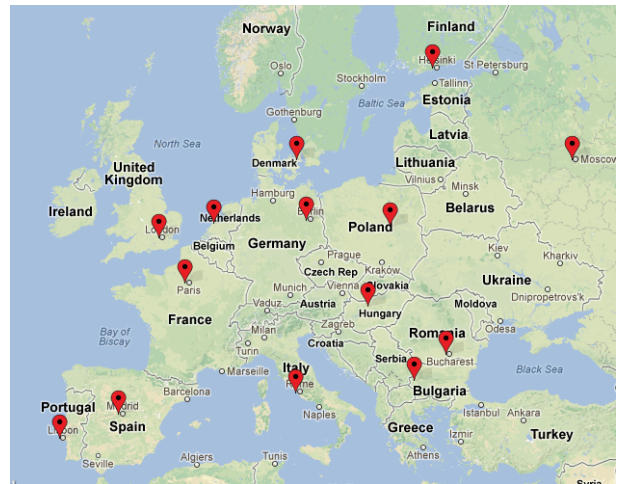 Norway
Finland
Oslo
Helsinki
St Petersburg
Stockholm
Tallinn
Estonia
Baltic Sea
Gothenburg
Latvia
North Sea
Denmark
Lithuania
Moscow
United
Kingdom
Vilnius
Minsk
Hamburg
Ireland
Netherlands
Berlin
Poland
Belarus
London
Belgium
Germany
Kiev
Kharkiv
Prague
Czech Rep
Kraków
Paris
Ukraine
Munich
Vienna
Slovakia
Dnipropetrovs'k
Vaduz
Austria
Moldova
France
Hungary
Bay of
Biscay
Milan
Zagreb
Romania
Odesa
Turin
Croatia
Serbia
Bucharest
Italy
Marseille
Black Sea
Rome
Bulgaria
Barcelona
Portugal
Madrid
Naples
Istanbul
Ankara
Lisbon
Spain
Greece
Izmir
Turkey
Athens
Seville
Algiers
Tunis
Syria